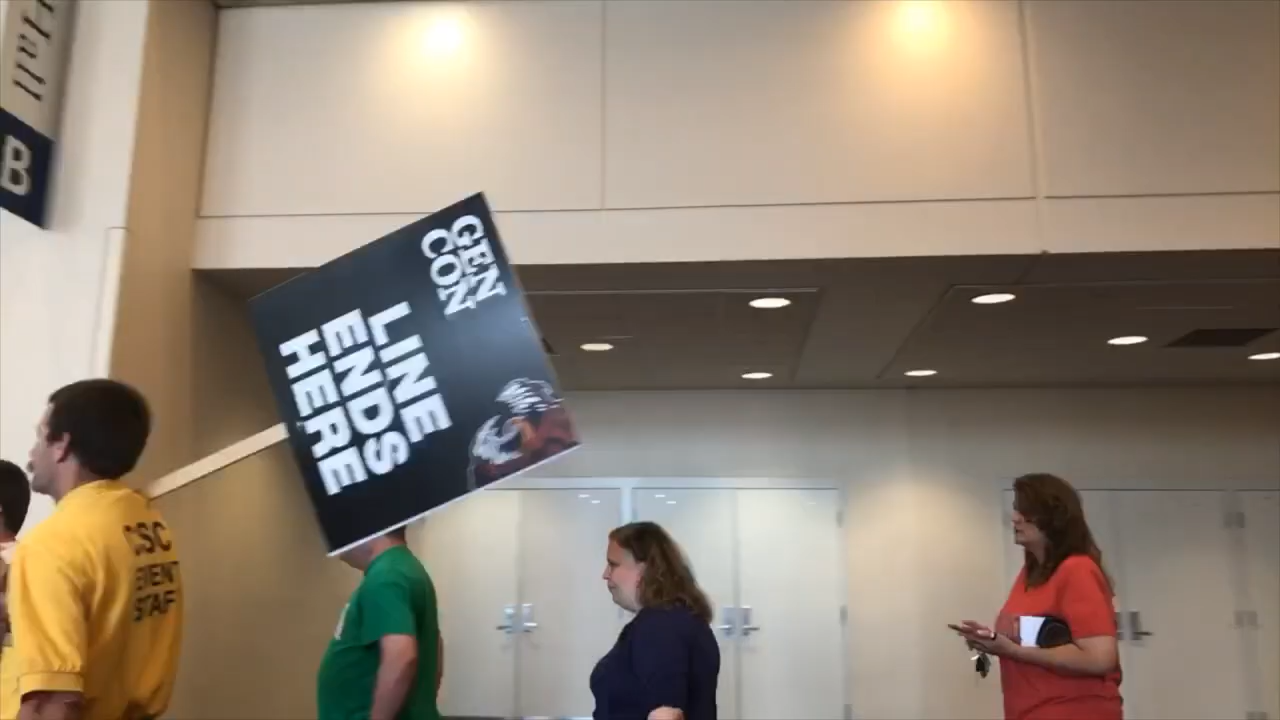 B
GEN
CON
LINE
ENDS
HERE
CSC
EVENT
STAFF